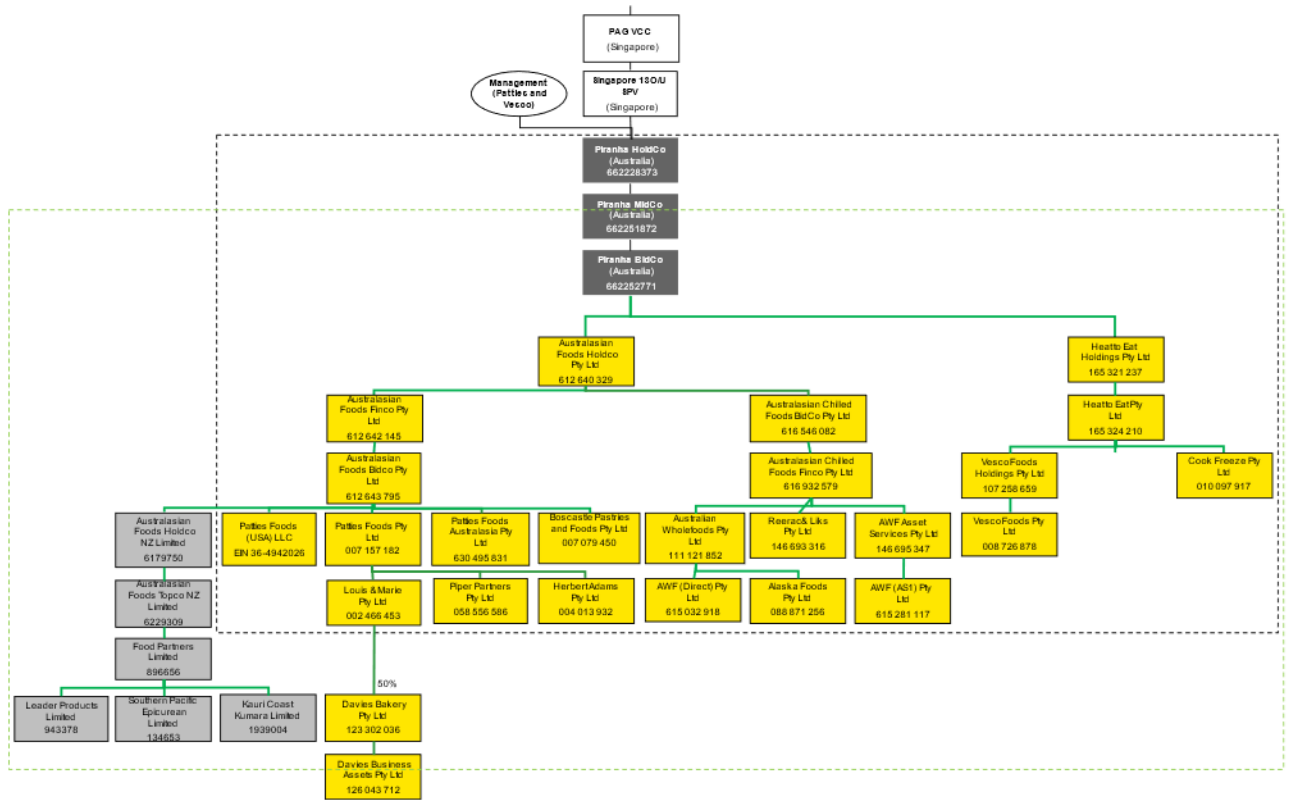 PAG VCC
(Singapore)
Management
(Patties and
Vesco)
Singapore 1SO/U
SPV
(Singapore)
Piranha HoldCo
(Australia)
662228373
Piranha MidCo
(Australia)
662251872
Piranha BidCo
(Australia)
662252771
Australasian
Foods Holdco
Pty Ltd
612 640 329
Heat to Eat
Holdings Pty Ltd
165 321 237
Australasian
Foods Finco Pty
Ltd
612 642 145
Australasian Chilled
Foods BidCo Pty Ltd
616 546 082
Heat to Eat Pty
Ltd
165 324 210
Australasian
Foods Bidco Pty
Ltd
612 643 795
Australasian Chilled
Foods Finco Pty Ltd
616 932 579
Vesco Foods
Holdings Pty Ltd
107 258 659
Cook Freeze Pty
Ltd
010 097 917
Australasian
Foods Holdco
NZ Limited
6179750
Patties Foods
(USA) LLC
EIN 36-4942026
Patties Foods Pty
Ltd
007 157 182
Patties Foods
Australasia Pty
Ltd
630 495 831
Boscastle Pastries
and Foods Pty Ltd
007 079 450
Australian
Wholefoods Pty
Ltd
111 121 852
Reerac & Liks
Pty Ltd
146 693 316
AWF Asset
Services Pty Ltd
146 695 347
Vesco Foods Pty
Ltd
008 726 878
Australasian
Foods Topco NZ
Limited
6229309
Louis & Marie
Pty Ltd
002 466 453
Piper Partners
Pty Ltd
058 556 586
Herbert Adams
Pty Ltd
004 013 932
AWF (Direct) Pty
Ltd
615 032 918
Alaska Foods
Pty Ltd
088 871 256
AWF (AS1) Pty
Ltd
615 281 117
Food Partners
Limited
896656
50%
Leader Products
Limited
943378
Southern Pacific
Epicurean
Limited
134653
Kauri Coast
Kumara Limited
1939004
Davies Bakery
Pty Ltd
123 302 036
Davies Business
Assets Pty Ltd
126 043 712